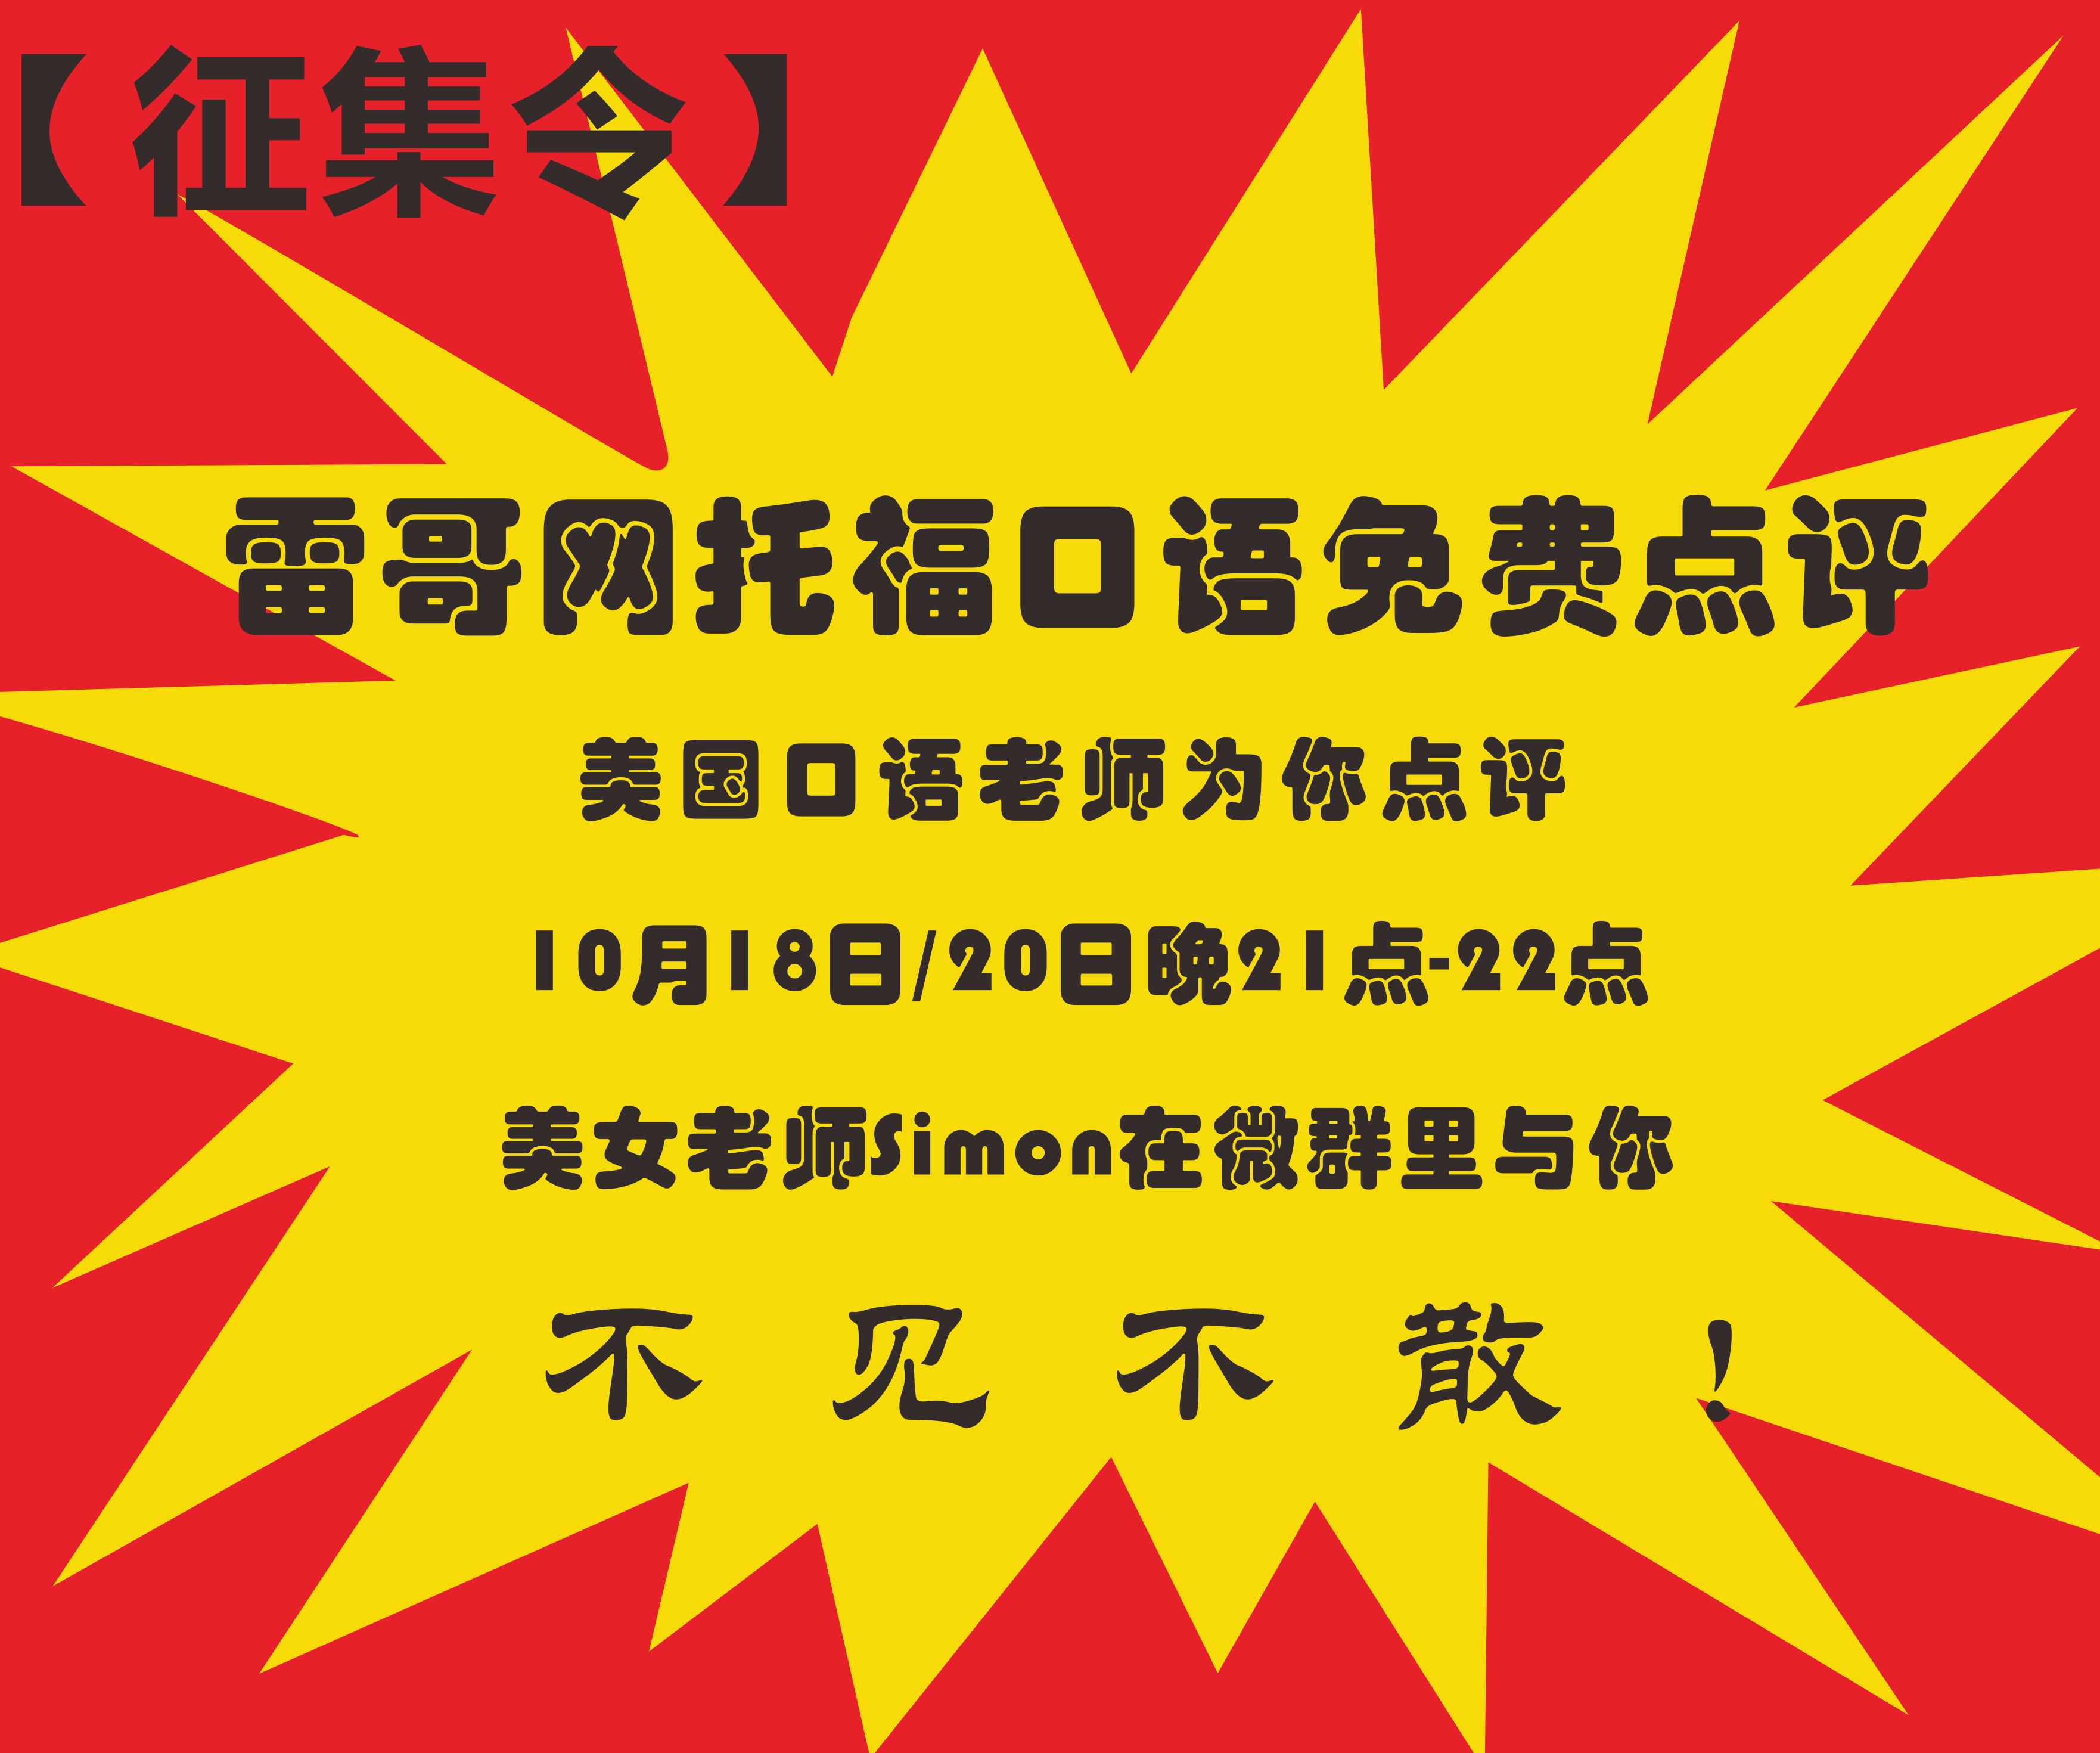 【征集令】
雷哥网托福口语免费点评
美国口语老师为你点评
10月18日/20日晚21点-22点
美女老师Simon在微群里与你
不见不散！